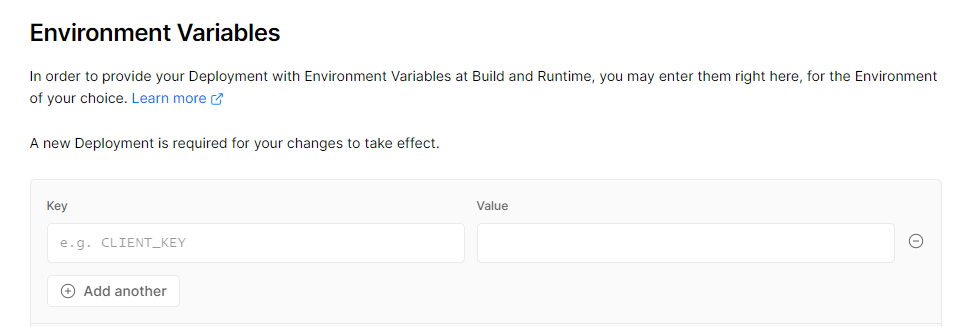 Environment Variables
In order to provide your Deployment with Environment Variables at Build and Runtime, you may enter them right here, for the Environment
of your choice. Learn more
A new Deployment is required for your changes to take effect.
Key
Value
e.g. CLIENT_KEY
Add another